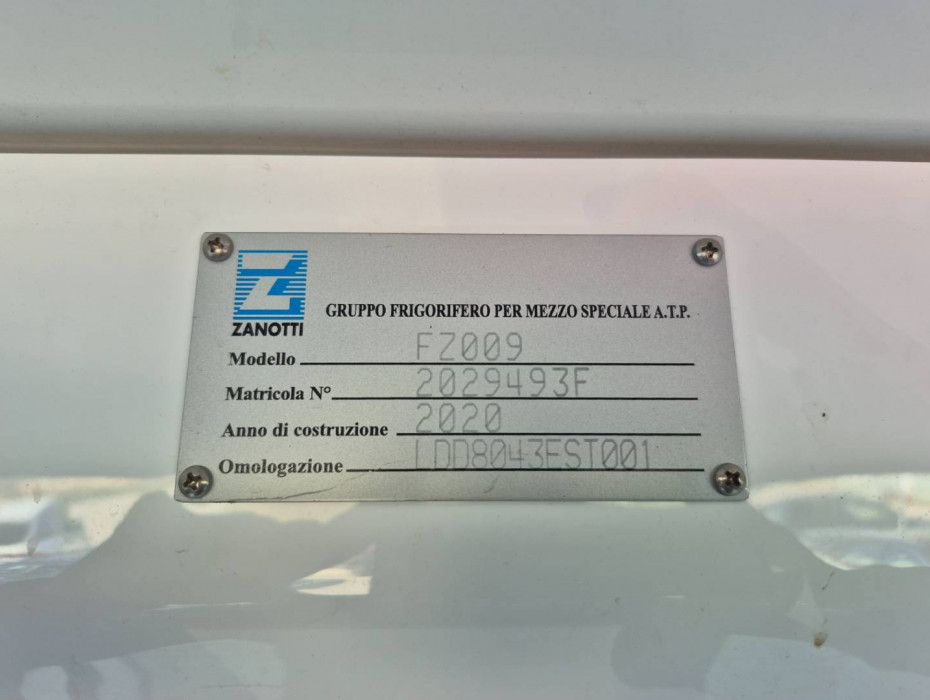 ZANOTTI
GRUPPO FRIGORIFERO PER MEZZO SPECIALE A.T.P.
Modello FZ009
Matricola N° 2029493F
Anno di costruzione 2020
Omologazione LDD8043EST001